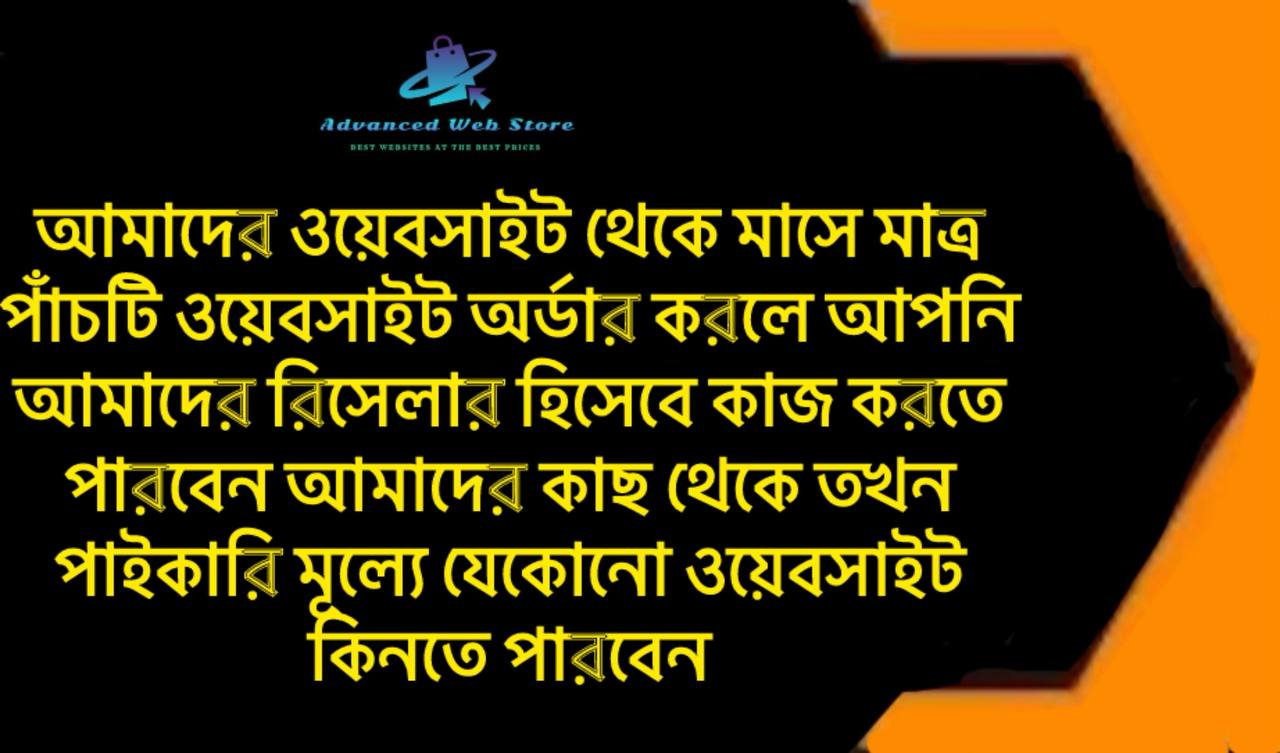 Advanced Web Store
BEST WEBSITES AT THE BEST PRICES
আমাদের ওয়েবসাইট থেকে মাসে মাত্র
পাঁচটি ওয়েবসাইট অর্ডার করলে আপনি
আমাদের রিসেলার হিসেবে কাজ করতে
পারবেন আমাদের কাছ থেকে তখন
পাইকারি মূল্যে যেকোনো ওয়েবসাইট
কিনতে পারবেন